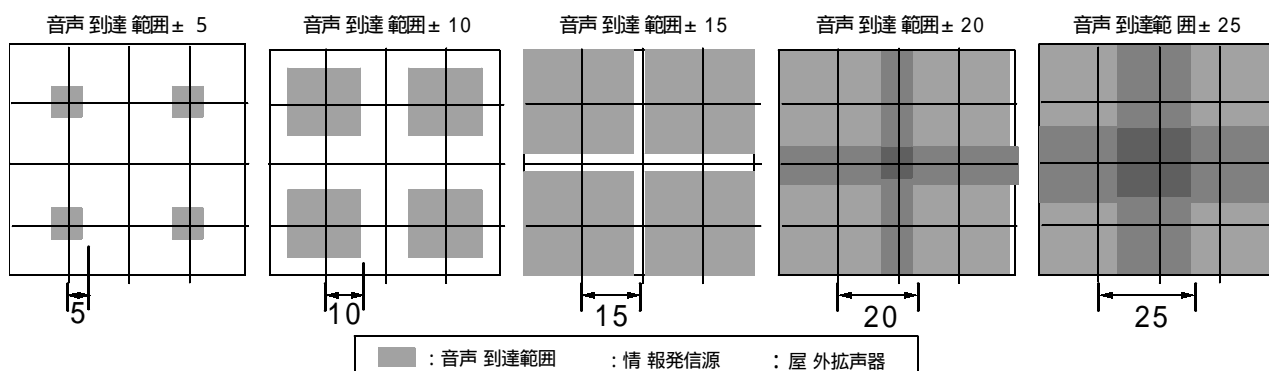 音声 到達 範囲± 5
音声 到達 範囲± 10
音声 到達 範囲± 15
音声 到達 範囲± 20
音声 到達範 囲± 25
5
10
15
20
25
: 音声 到達範囲
: 情 報発信源
: 屋 外拡声器